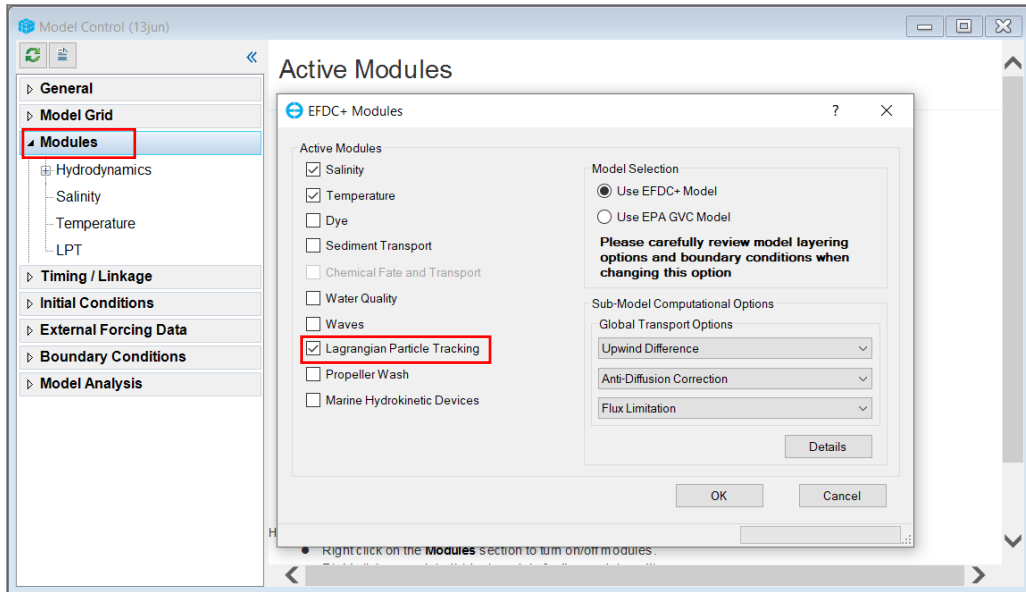 Model Control (13jun)
«
General
Model Grid
Modules
Hydrodynamics
Salinity
Temperature
LPT
Timing / Linkage
Initial Conditions
External Forcing Data
Boundary Conditions
Model Analysis
Active Modules
EFDC+ Modules
?
Active Modules
Salinity
Temperature
Dye
Sediment Transport
Chemical Fate and Transport
Water Quality
Waves
Lagrangian Particle Tracking
Propeller Wash
Marine Hydrokinetic Devices
Model Selection
Use EFDC+ Model
Use EPA GVC Model
Please carefully review model layering
options and boundary conditions when
changing this option
Sub-Model Computational Options
Global Transport Options
Upwind Difference
Anti-Diffusion Correction
Flux Limitation
Details
OK
Cancel
H
Right click on the Modules section to turn on/off modules.